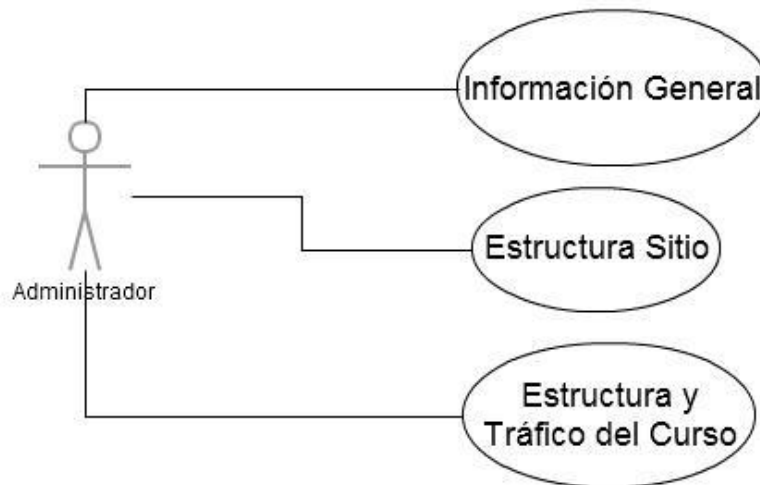 Información General
Estructura Sitio
Administrador
Estructura y
Tráfico del Curso